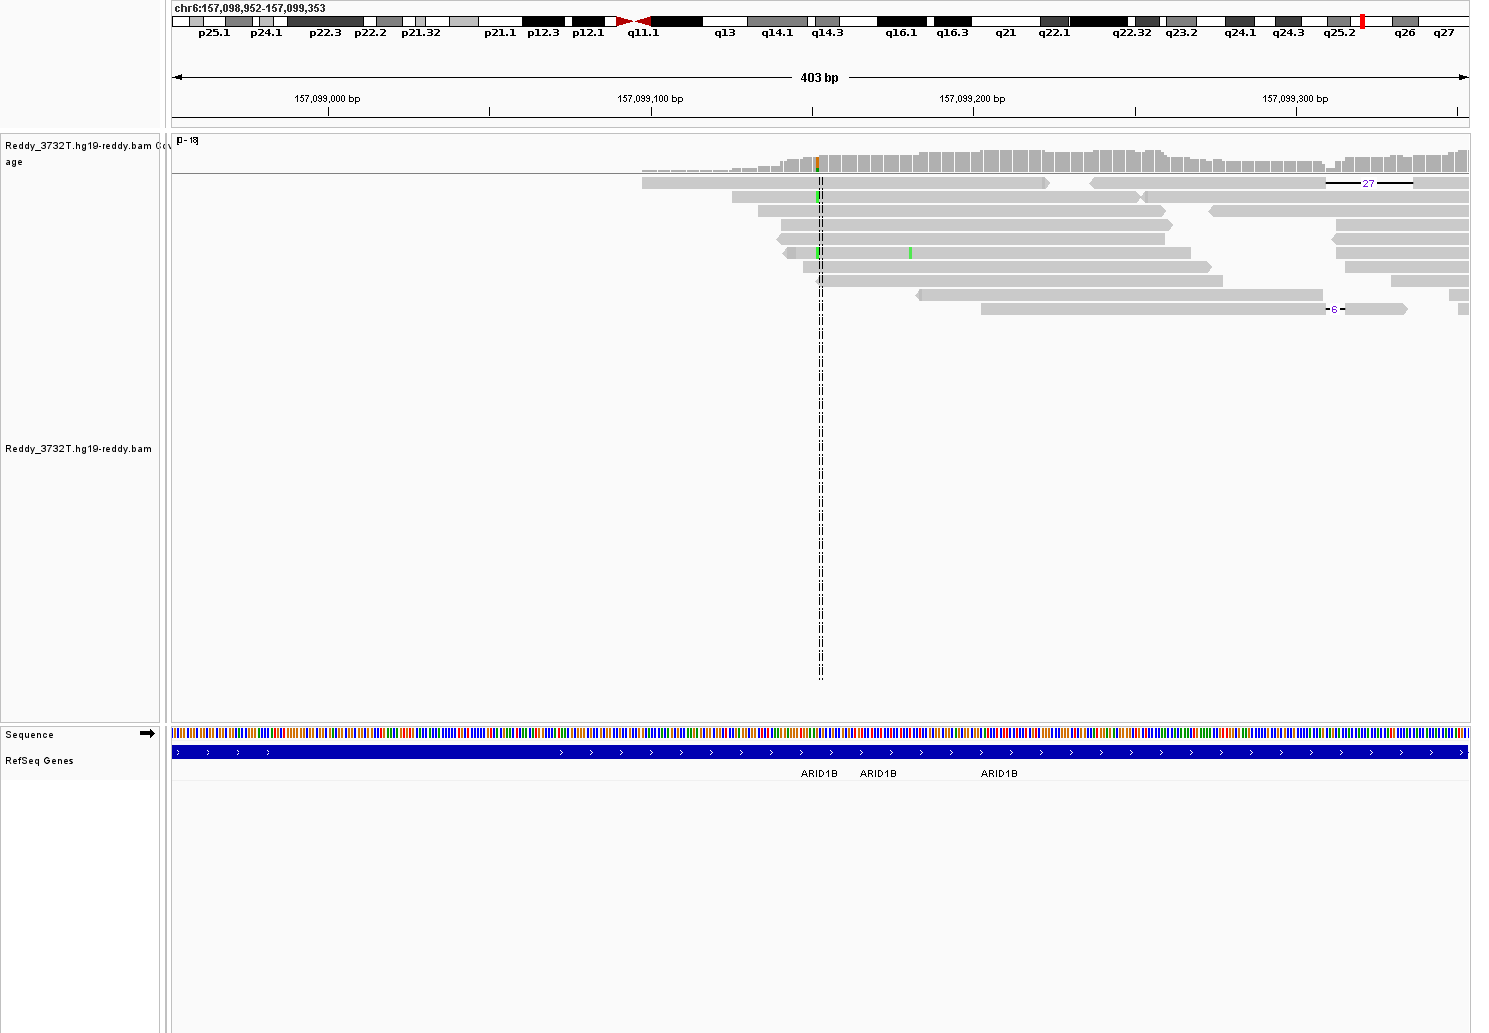 chr6:157,098,952-157,099,353
p25.1 p24.1 p22.3 p22.2 p21.32 p21.1 p12.3 p12.1 q11.1 q13 q14.1 q14.3 q16.1 q16.3 q21 q22.1 q22.32 q23.2 q24.1 q24.3 q25.2 q26 q27
403 bp
157,099,000 bp 157,099,100 bp 157,099,200 bp 157,099,300 bp
[0 - 18]
Reddy_3732T.hg19-reddy.bam Cov
age
27
6
Reddy_3732T.hg19-reddy.bam
Sequence
RefSeq Genes
ARID1B ARID1B ARID1B